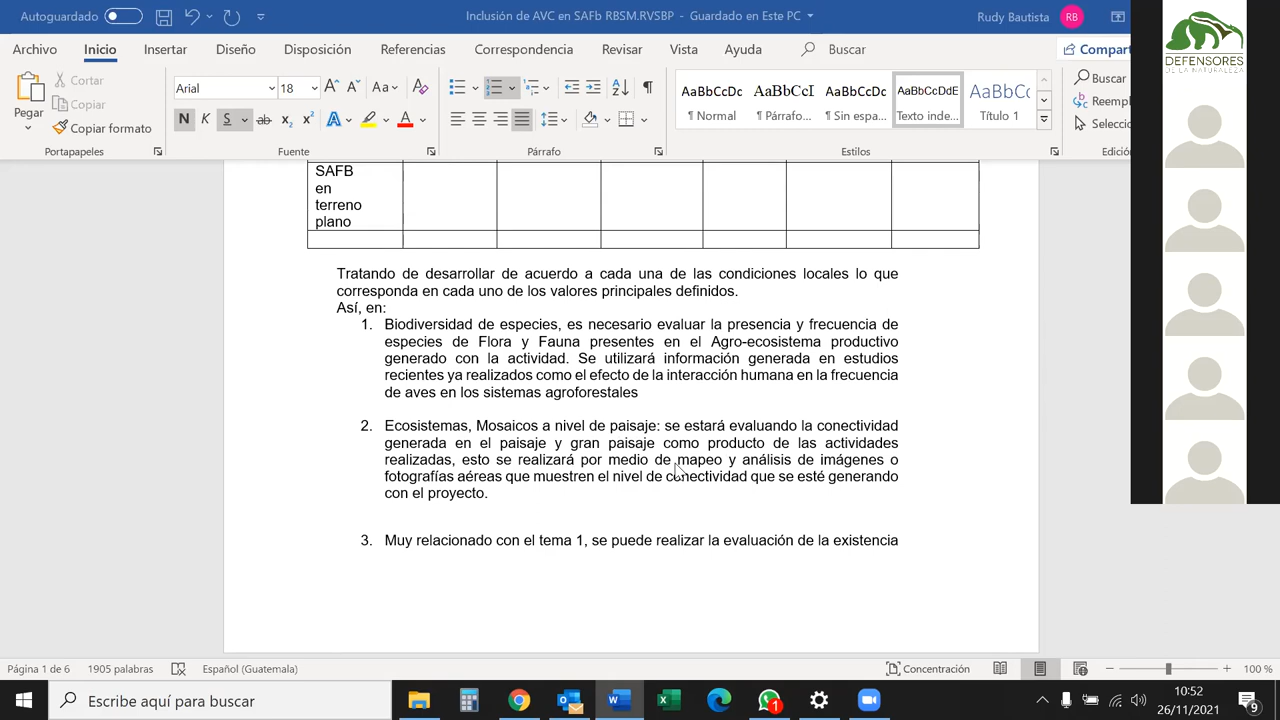 Autoguardado
Inclusión de AVC en SAFb RBSM.RVSBP - Guardado en Este PC
Rudy Bautista
RB
Archivo Inicio Insertar Diseño Disposición Referencias Correspondencia Revisar Vista Ayuda Buscar
Pegar
Cortar
Copiar
Copiar formato
Portapapeles
Arial 18
Aa
N K S ab x₂ x² A A
Fuente
Párrafo
AaBbCcDc AaBbCcI AaBbCcDc AaBbCcDdE AaBbC
¶ Normal ¶ Párrafo... ¶ Sin espa... Texto inde... Título 1
Estilos
Buscar
DEFENSORES
DE LA NATURALEZA
SAFB
en
terreno
plano
Tratando de desarrollar de acuerdo a cada una de las condiciones locales lo que
corresponda en cada uno de los valores principales definidos.
Así, en:
1. Biodiversidad de especies, es necesario evaluar la presencia y frecuencia de
especies de Flora y Fauna presentes en el Agro-ecosistema productivo
generado con la actividad. Se utilizará información generada en estudios
recientes ya realizados como el efecto de la interacción humana en la frecuencia
de aves en los sistemas agroforestales
2. Ecosistemas, Mosaicos a nivel de paisaje: se estará evaluando la conectividad
generada en el paisaje y gran paisaje como producto de las actividades
realizadas, esto se realizará por medio de mapeo y análisis de imágenes o
fotografías aéreas que muestren el nivel de conectividad que se esté generando
con el proyecto.
3. Muy relacionado con el tema 1, se puede realizar la evaluación de la existencia
Página 1 de 6 1905 palabras Español (Guatemala) Concentración 100 %
Escribe aquí para buscar
1
10:52
26/11/2021
9